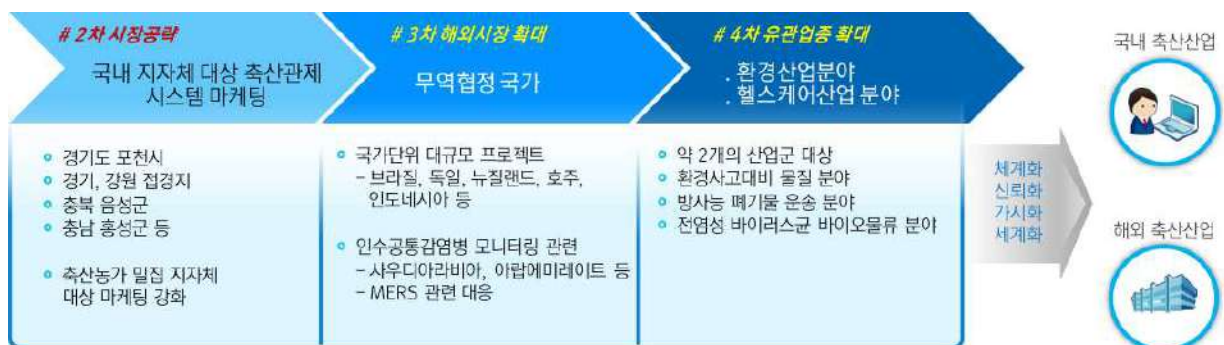 # 2차 시장공략
국내 지자체 대상 축산관제
시스템 마케팅
경기도 포천시
경기, 강원 접경지
충북 음성군
충남 홍성군 등
축산농가 밀집 지자체
대상 마케팅 강화
# 3차 해외시장 확대
무역협정 국가
국가단위 대규모 프로젝트
– 브라질, 독일, 뉴질랜드, 호주,
인도네시아 등
인수공통감염병 모니터링 관련
– 사우디아라비아, 아랍에미레이트 등
– MERS 관련 대응
# 4차 유관업종 확대
. 환경산업분야
. 헬스케어산업 분야
약 2개의 산업군 대상
환경사고대비 물질 분야
방사능 폐기물 운송 분야
전염성 바이러스균 바이오물류 분야
체계화
신뢰화
가시화
세계화
국내 축산산업
해외 축산산업